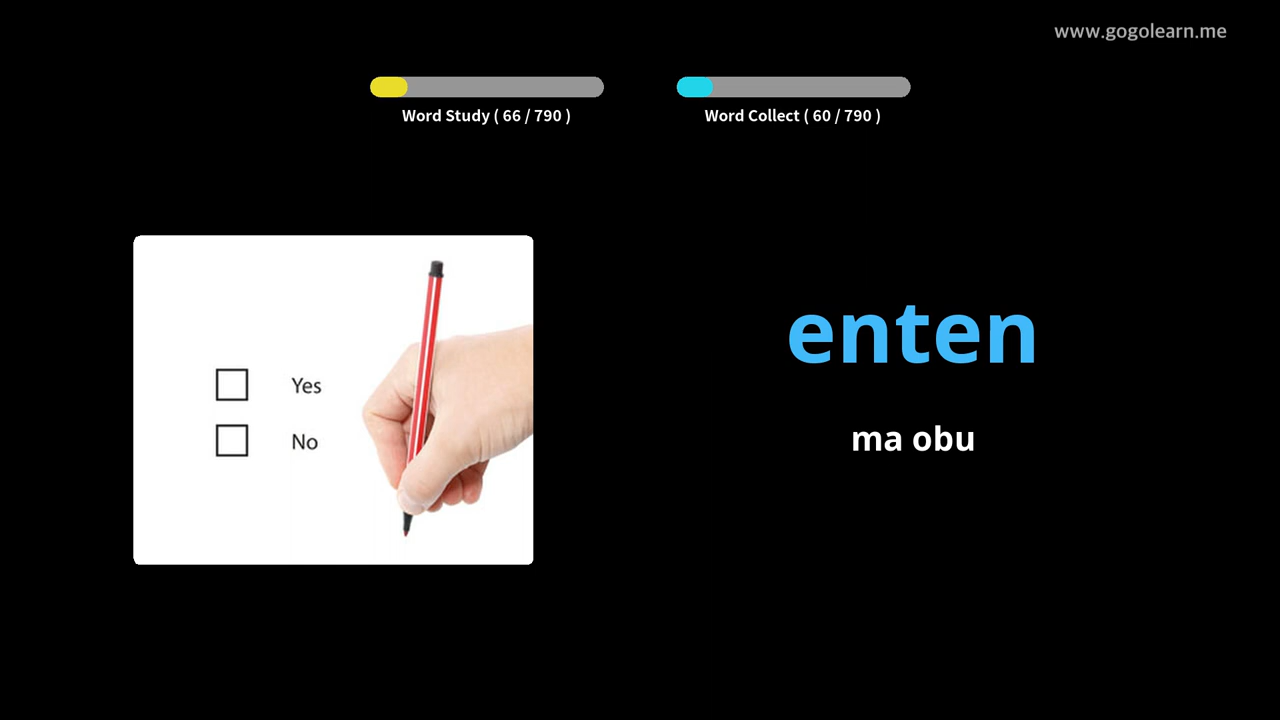 www.gogolearn.me
Word Study ( 66 / 790 )
Word Collect ( 60 / 790 )
Yes
No
enten
ma obu